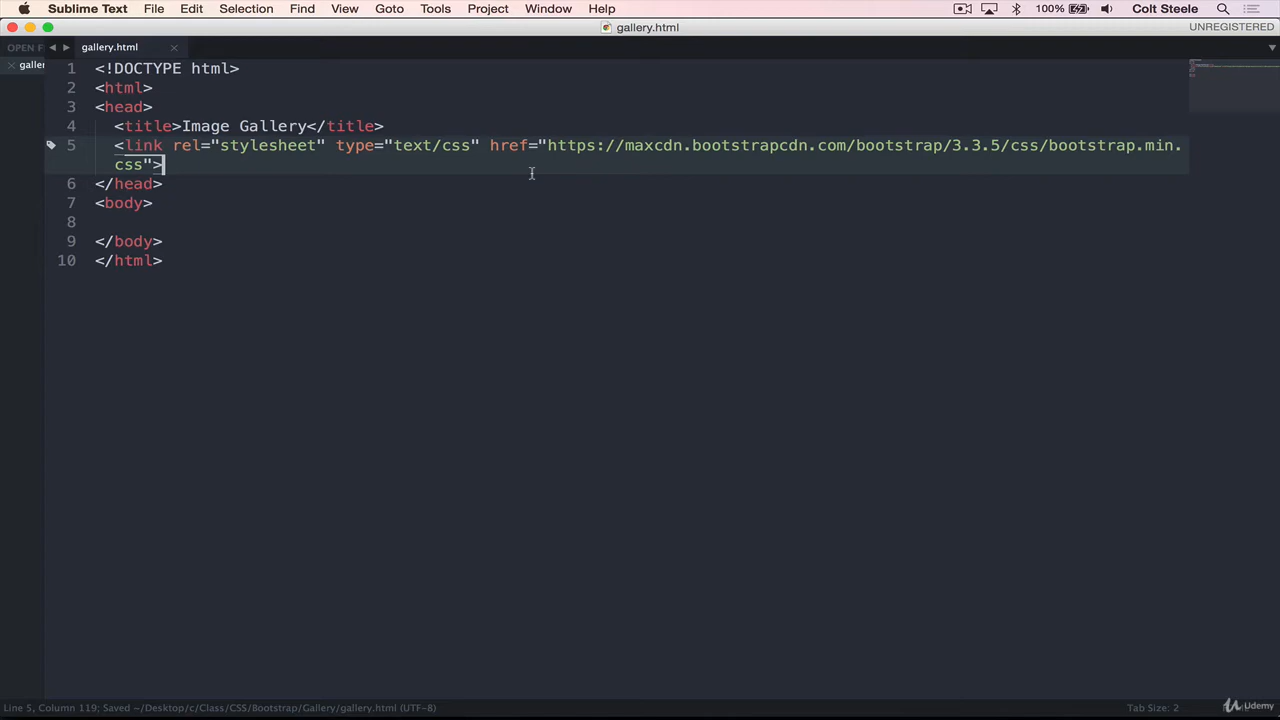 Sublime Text File Edit Selection Find View Goto Tools Project Window Help 100% Colt Steele
gallery.html UNREGISTERED
OPEN F gallery.html
galler
1 <!DOCTYPE html>
2 <html>
3 <head>
4 <title>Image Gallery</title>
5 <link rel="stylesheet" type="text/css" href="https://maxcdn.bootstrapcdn.com/bootstrap/3.3.5/css/bootstrap.min.
css">
6 </head>
7 <body>
8
9 </body>
10 </html>
Line 5, Column 119; Saved ~/Desktop/c/Class/CSS/Bootstrap/Gallery/gallery.html (UTF-8) Tab Size: 2
Udemy